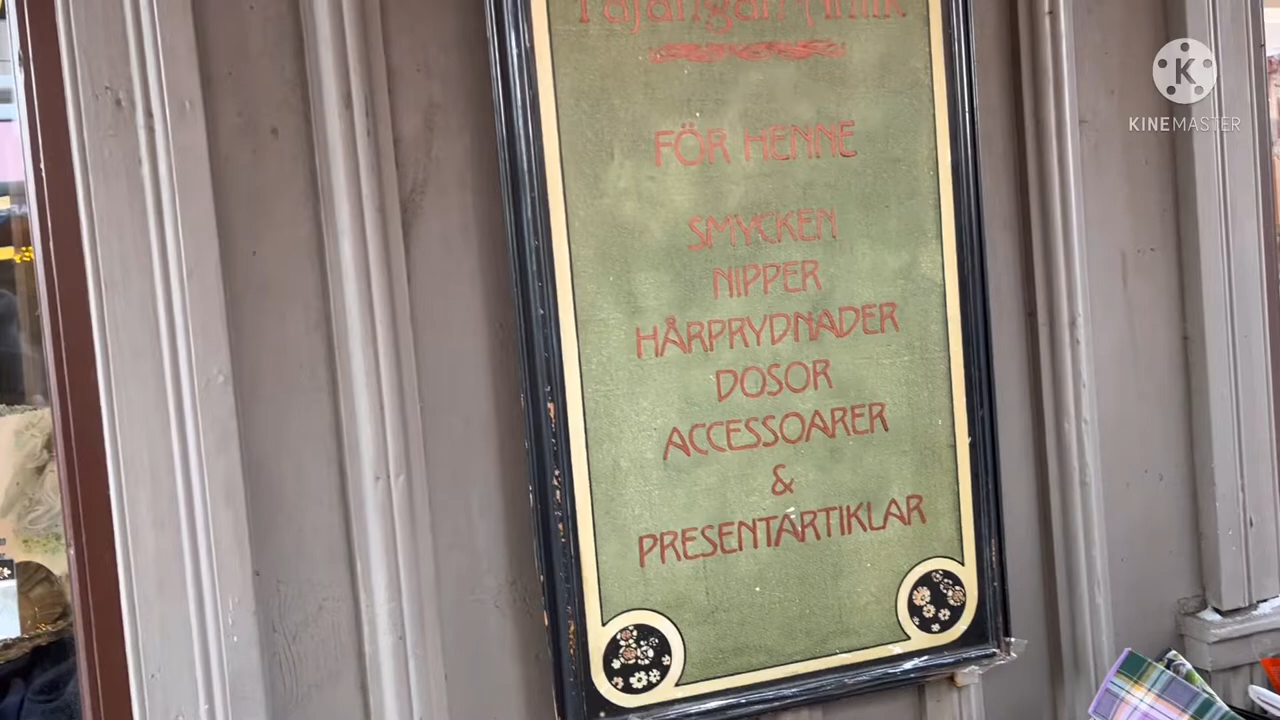 FÖR HENNE
SMYCKEN
NIPPER
HÅRPRYDNADER
DOSOR
ACCESSOARER
&
PRESENTARTIKLAR
K
KINEMASTER